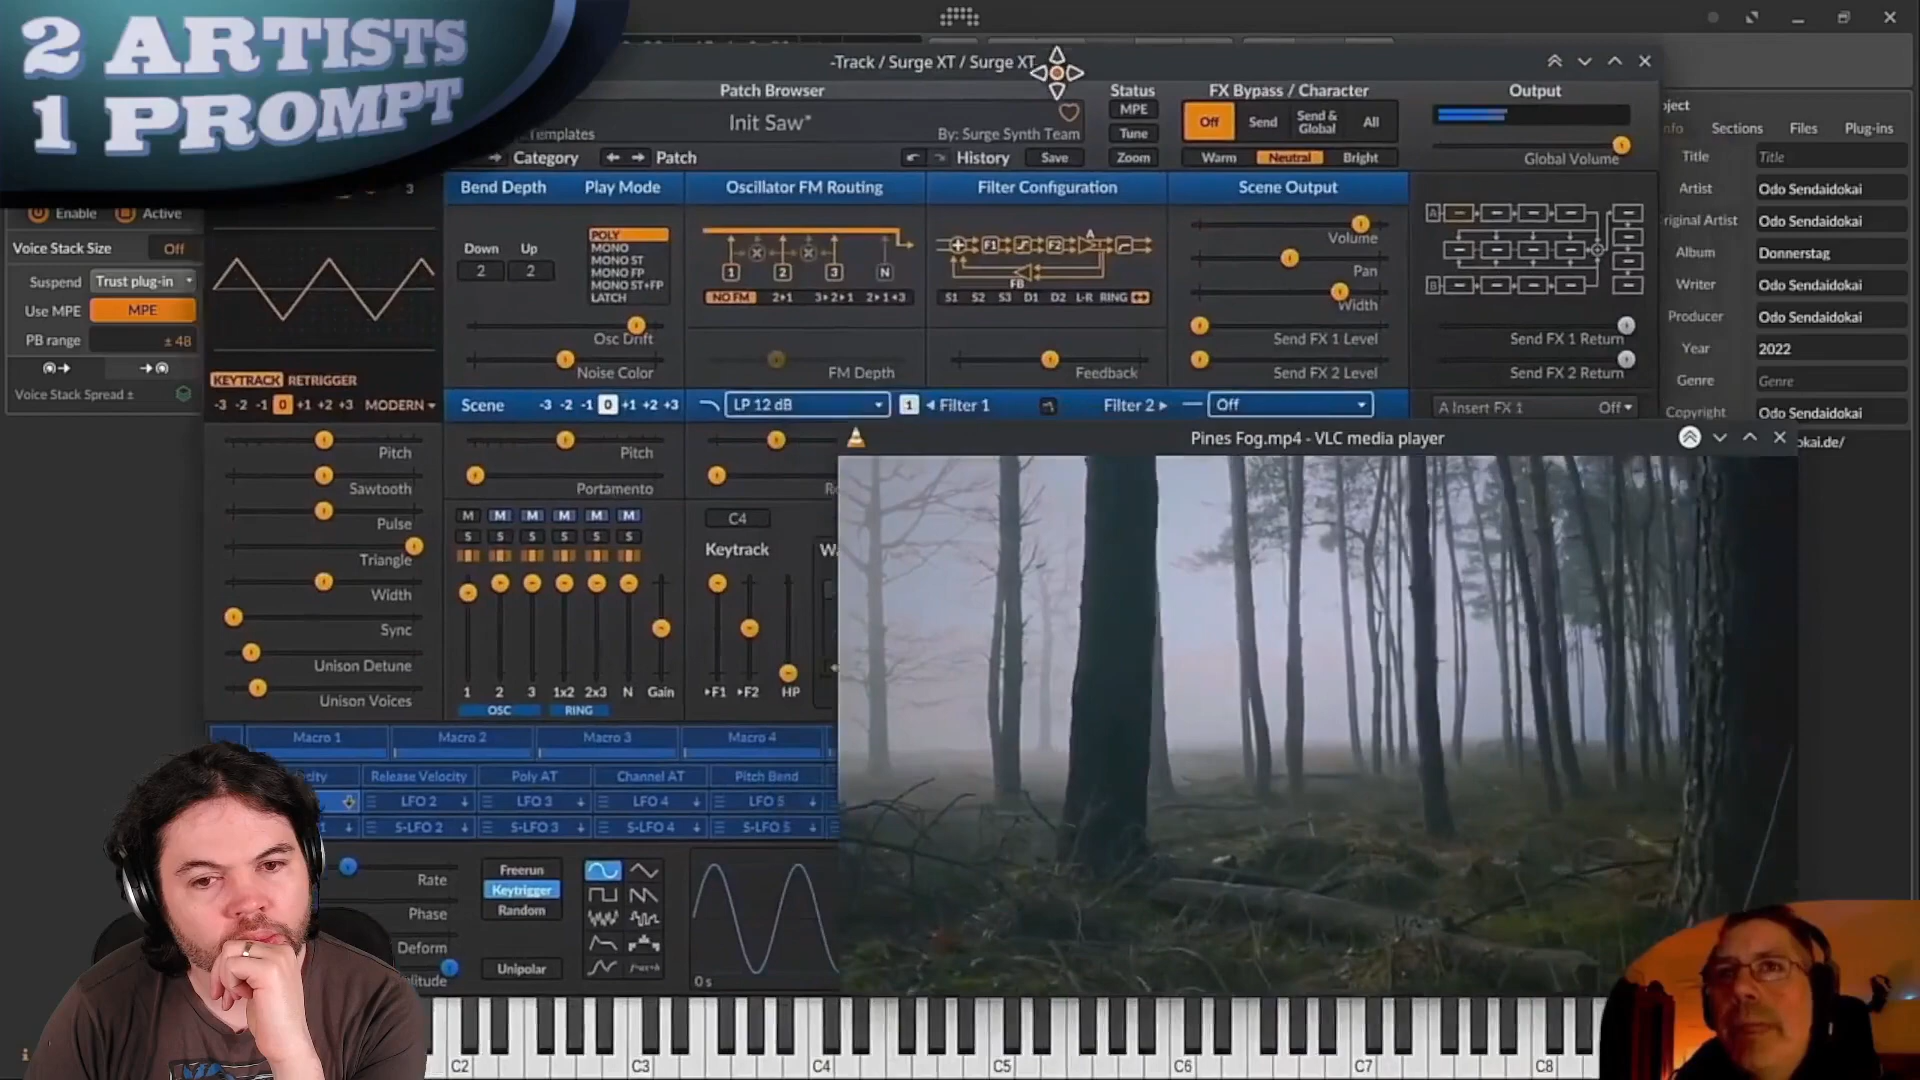 2 ARTISTS
1 PROMPT
-Track / Surge XT / Surge XT
Patch Browser
Status
FX Bypass / Character
Output
Init Saw*
MPE
Off
Send
Send & Global
All
Templates
By: Surge Synth Team
Tune
Category
Patch
History
Save
Zoom
Warm
Neutral
Bright
Global Volume
Sections
Files
Plug-ins
Title
Title
Artist
Odo Sendaidokai
Original Artist
Odo Sendaidokai
Album
Donnerstag
Writer
Odo Sendaidokai
Producer
Odo Sendaidokai
Year
2022
Genre
Genre
Copyright
Odo Sendaidokai
okai.de/
3
Enable
Active
Voice Stack Size
Off
Suspend
Trust plug-in
Use MPE
MPE
PB range
± 48
Voice Stack Spread ±
Bend Depth
Play Mode
Oscillator FM Routing
Filter Configuration
Scene Output
Down
Up
2
2
POLY
MONO
MONO ST
MONO FP
MONO ST+FP
LATCH
Osc Drift
Noise Color
1 2 3 N
NO FM
2▸1
3▸2▸1
2▸1◂3
FM Depth
F1
F2
A
FB
S1 S2 S3 D1 D2 L-R RING
Feedback
Volume
Pan
Width
Send FX 1 Level
Send FX 2 Level
A
B
Send FX 1 Return
Send FX 2 Return
KEYTRACK RETRIGGER
-3 -2 -1 0 +1 +2 +3 MODERN
Scene
-3 -2 -1 0 +1 +2 +3
LP 12 dB
1
Filter 1
Filter 2
Off
A Insert FX 1
Off
Pitch
Sawtooth
Pulse
Triangle
Width
Sync
Unison Detune
Unison Voices
Pitch
Portamento
M M M M M M
S S S S S S
1 2 3 1x2 2x3 N Gain
OSC
RING
C4
Keytrack
▸F1 ▸F2 HP
Pines Fog.mp4 - VLC media player
Macro 1
Macro 2
Macro 3
Macro 4
Release Velocity
Poly AT
Channel AT
Pitch Bend
LFO 2
LFO 3
LFO 4
LFO 5
S-LFO 2
S-LFO 3
S-LFO 4
S-LFO 5
Rate
Phase
Deform
Freerun
Keytrigger
Random
Unipolar
0 s
C2
C3
C4
C5
C6
C7
C8